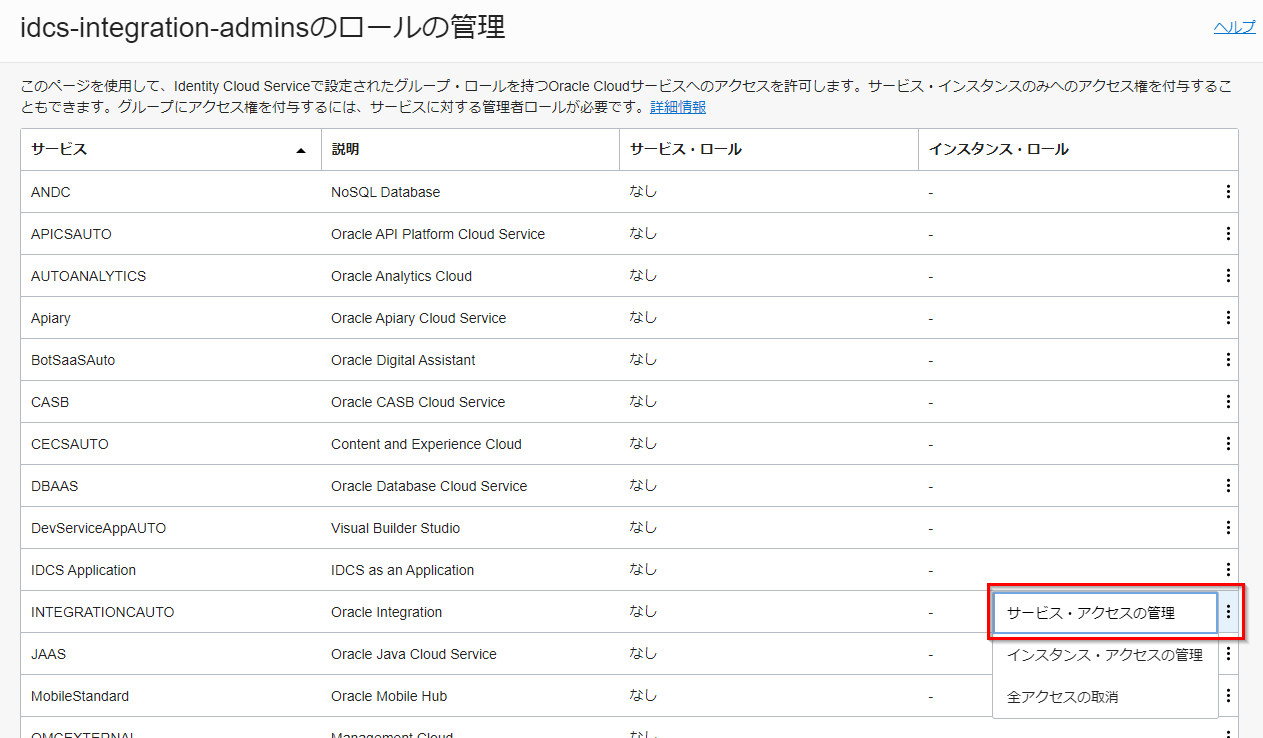 idcs-integration-adminsのロールの管理
ヘルプ
このページを使用して、Identity Cloud Serviceで設定されたグループ・ロールを持つOracle Cloudサービスへのアクセスを許可します。サービス・インスタンスのみへのアクセス権を付与するこ
ともできます。グループにアクセス権を付与するには、サービスに対する管理者ロールが必要です。詳細情報
サービス 説明 サービス・ロール インスタンス・ロール
ANDC NoSQL Database なし -
APICSAUTO Oracle API Platform Cloud Service なし -
AUTOANALYTICS Oracle Analytics Cloud なし -
Apiary Oracle Apiary Cloud Service なし -
BotSaaSAuto Oracle Digital Assistant なし -
CASB Oracle CASB Cloud Service なし -
CECSAUTO Content and Experience Cloud なし -
DBAAS Oracle Database Cloud Service なし -
DevServiceAppAUTO Visual Builder Studio なし -
IDCS Application IDCS as an Application なし -
INTEGRATIONCAUTO Oracle Integration なし - サービス・アクセスの管理
JAAS Oracle Java Cloud Service なし - インスタンス・アクセスの管理
MobileStandard Oracle Mobile Hub なし - 全アクセスの取消
OMCEXTERNAL Management Cloud なし